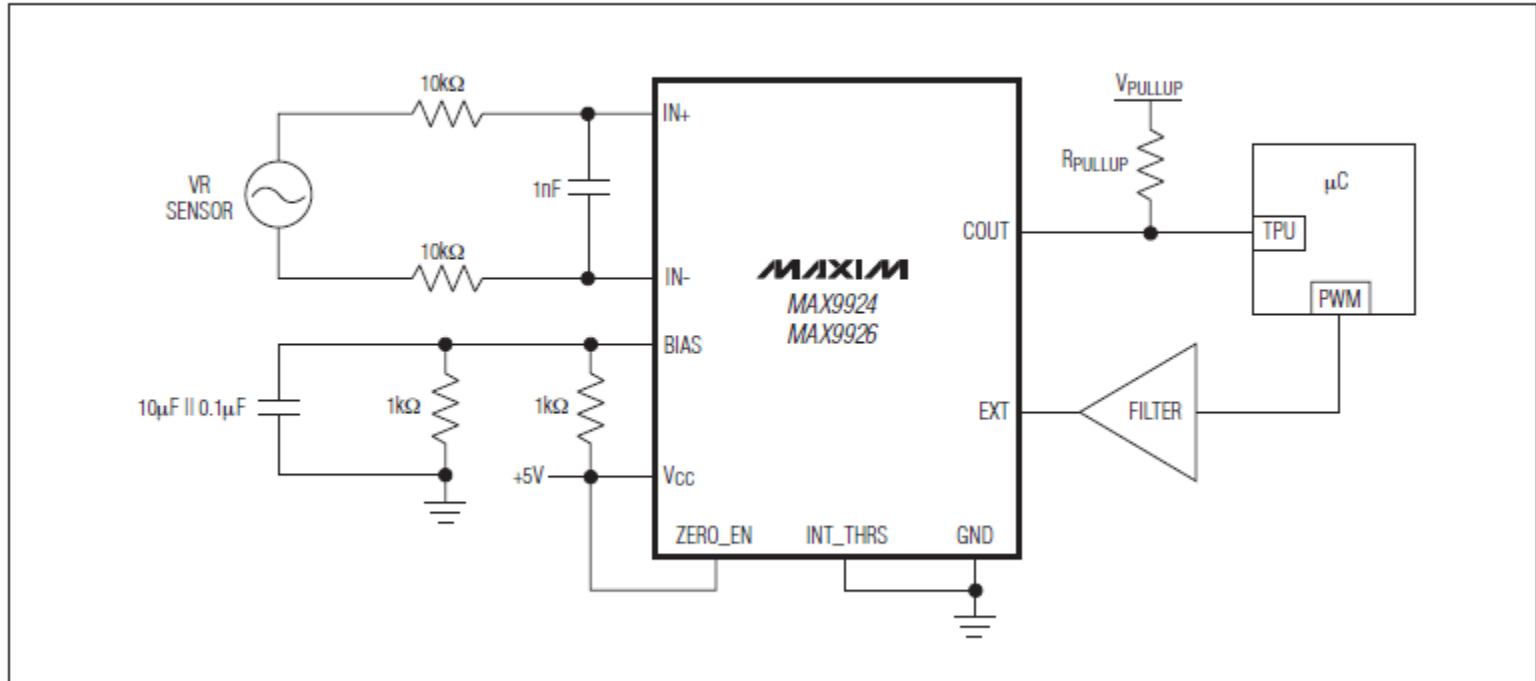 10kΩ
VR
SENSOR
1nF
10kΩ
10μF || 0.1μF
1kΩ
1kΩ
+5V
IN+
IN-
BIAS
VCC
ZERO_EN
INT_THRS
GND
MAXIM
MAX9924
MAX9926
COUT
EXT
VPULLUP
RPULLUP
μC
TPU
PWM
FILTER